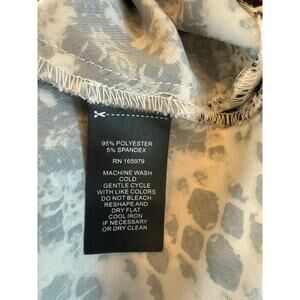 95% POLYESTER
5% SPANDEX
RN 165979
MACHINE WASH
COLD
GENTLE CYCLE
WITH LIKE COLORS
DO NOT BLEACH
RESHAPE AND
DRY FLAT
COOL IRON
IF NECESSARY
OR DRY CLEAN